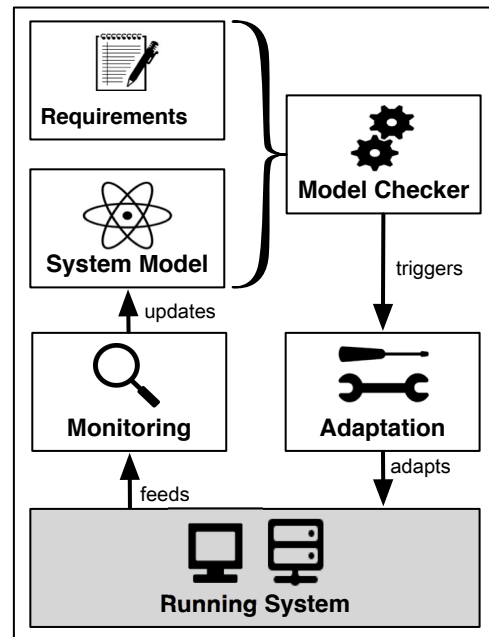 Requirements
Model Checker
System Model
triggers
updates
Monitoring
Adaptation
feeds
adapts
Running System